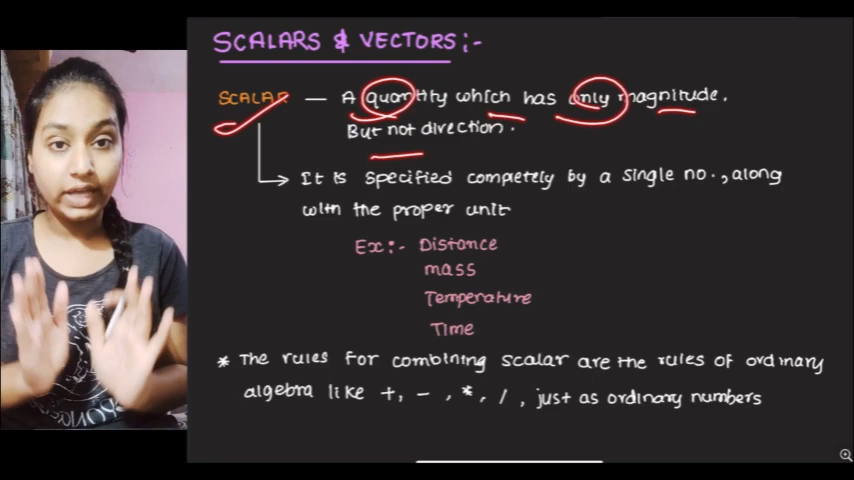 SCALARS & VECTORS:-
SCALAR — A quantity which has only magnitude.
But not direction.
It is specified completely by a single no., along
with the proper unit
Ex:- Distance
mass
Temperature
Time
* The rules for combining scalar are the rules of ordinary
algebra like +, -, *, /, just as ordinary numbers